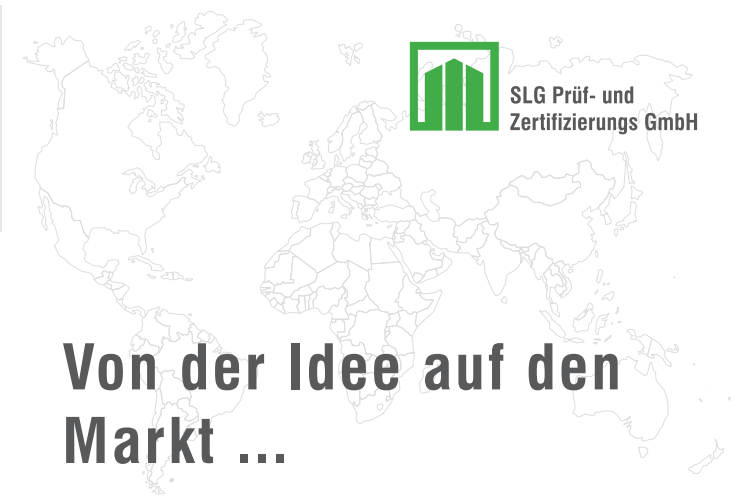 SLG Prüf- und
Zertifizierungs GmbH
Von der Idee auf den
Markt ...